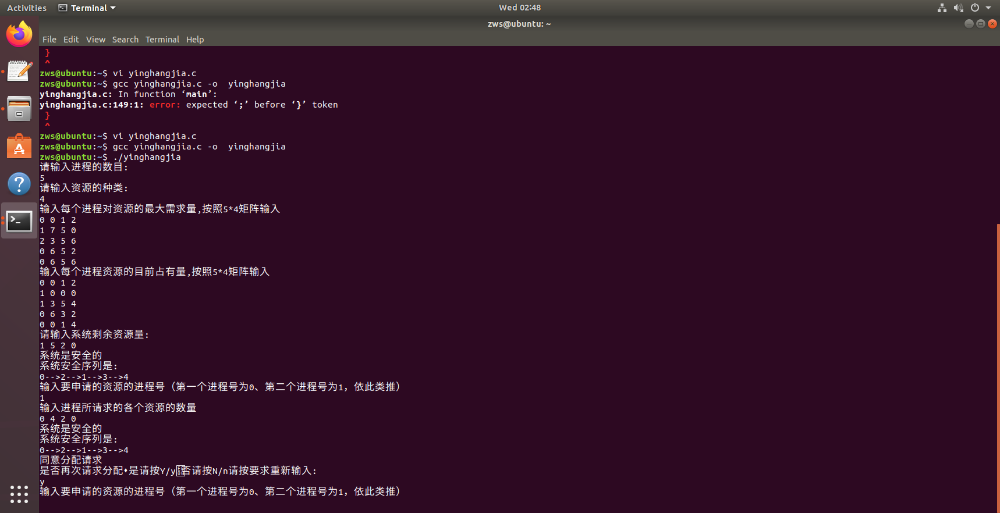 Activities Terminal Wed 02:48
zws@ubuntu: ~
File Edit View Search Terminal Help
}
^
zws@ubuntu:~$ vi yinghangjia.c
zws@ubuntu:~$ gcc yinghangjia.c -o  yinghangjia
yinghangjia.c: In function ‘main’:
yinghangjia.c:149:1: error: expected ‘;’ before ‘}’ token
}
^
zws@ubuntu:~$ vi yinghangjia.c
zws@ubuntu:~$ gcc yinghangjia.c -o  yinghangjia
zws@ubuntu:~$ ./yinghangjia
请输入进程的数目:
5
请输入资源的种类:
4
输入每个进程对资源的最大需求量,按照5*4矩阵输入
0 0 1 2
1 7 5 0
2 3 5 6
0 6 5 2
0 6 5 6
输入每个进程资源的目前占有量,按照5*4矩阵输入
0 0 1 2
1 0 0 0
1 3 5 4
0 6 3 2
0 0 1 4
请输入系统剩余资源量:
1 5 2 0
系统是安全的
系统安全序列是:
0-->2-->1-->3-->4
输入要申请的资源的进程号（第一个进程号为0、第二个进程号为1，依此类推）
1
输入进程所请求的各个资源的数量
0 4 2 0
系统是安全的
系统安全序列是:
0-->2-->1-->3-->4
同意分配请求
是否再次请求分配♦是请按Y/y否请按N/n请按要求重新输入:
y
输入要申请的资源的进程号（第一个进程号为0、第二个进程号为1，依此类推）